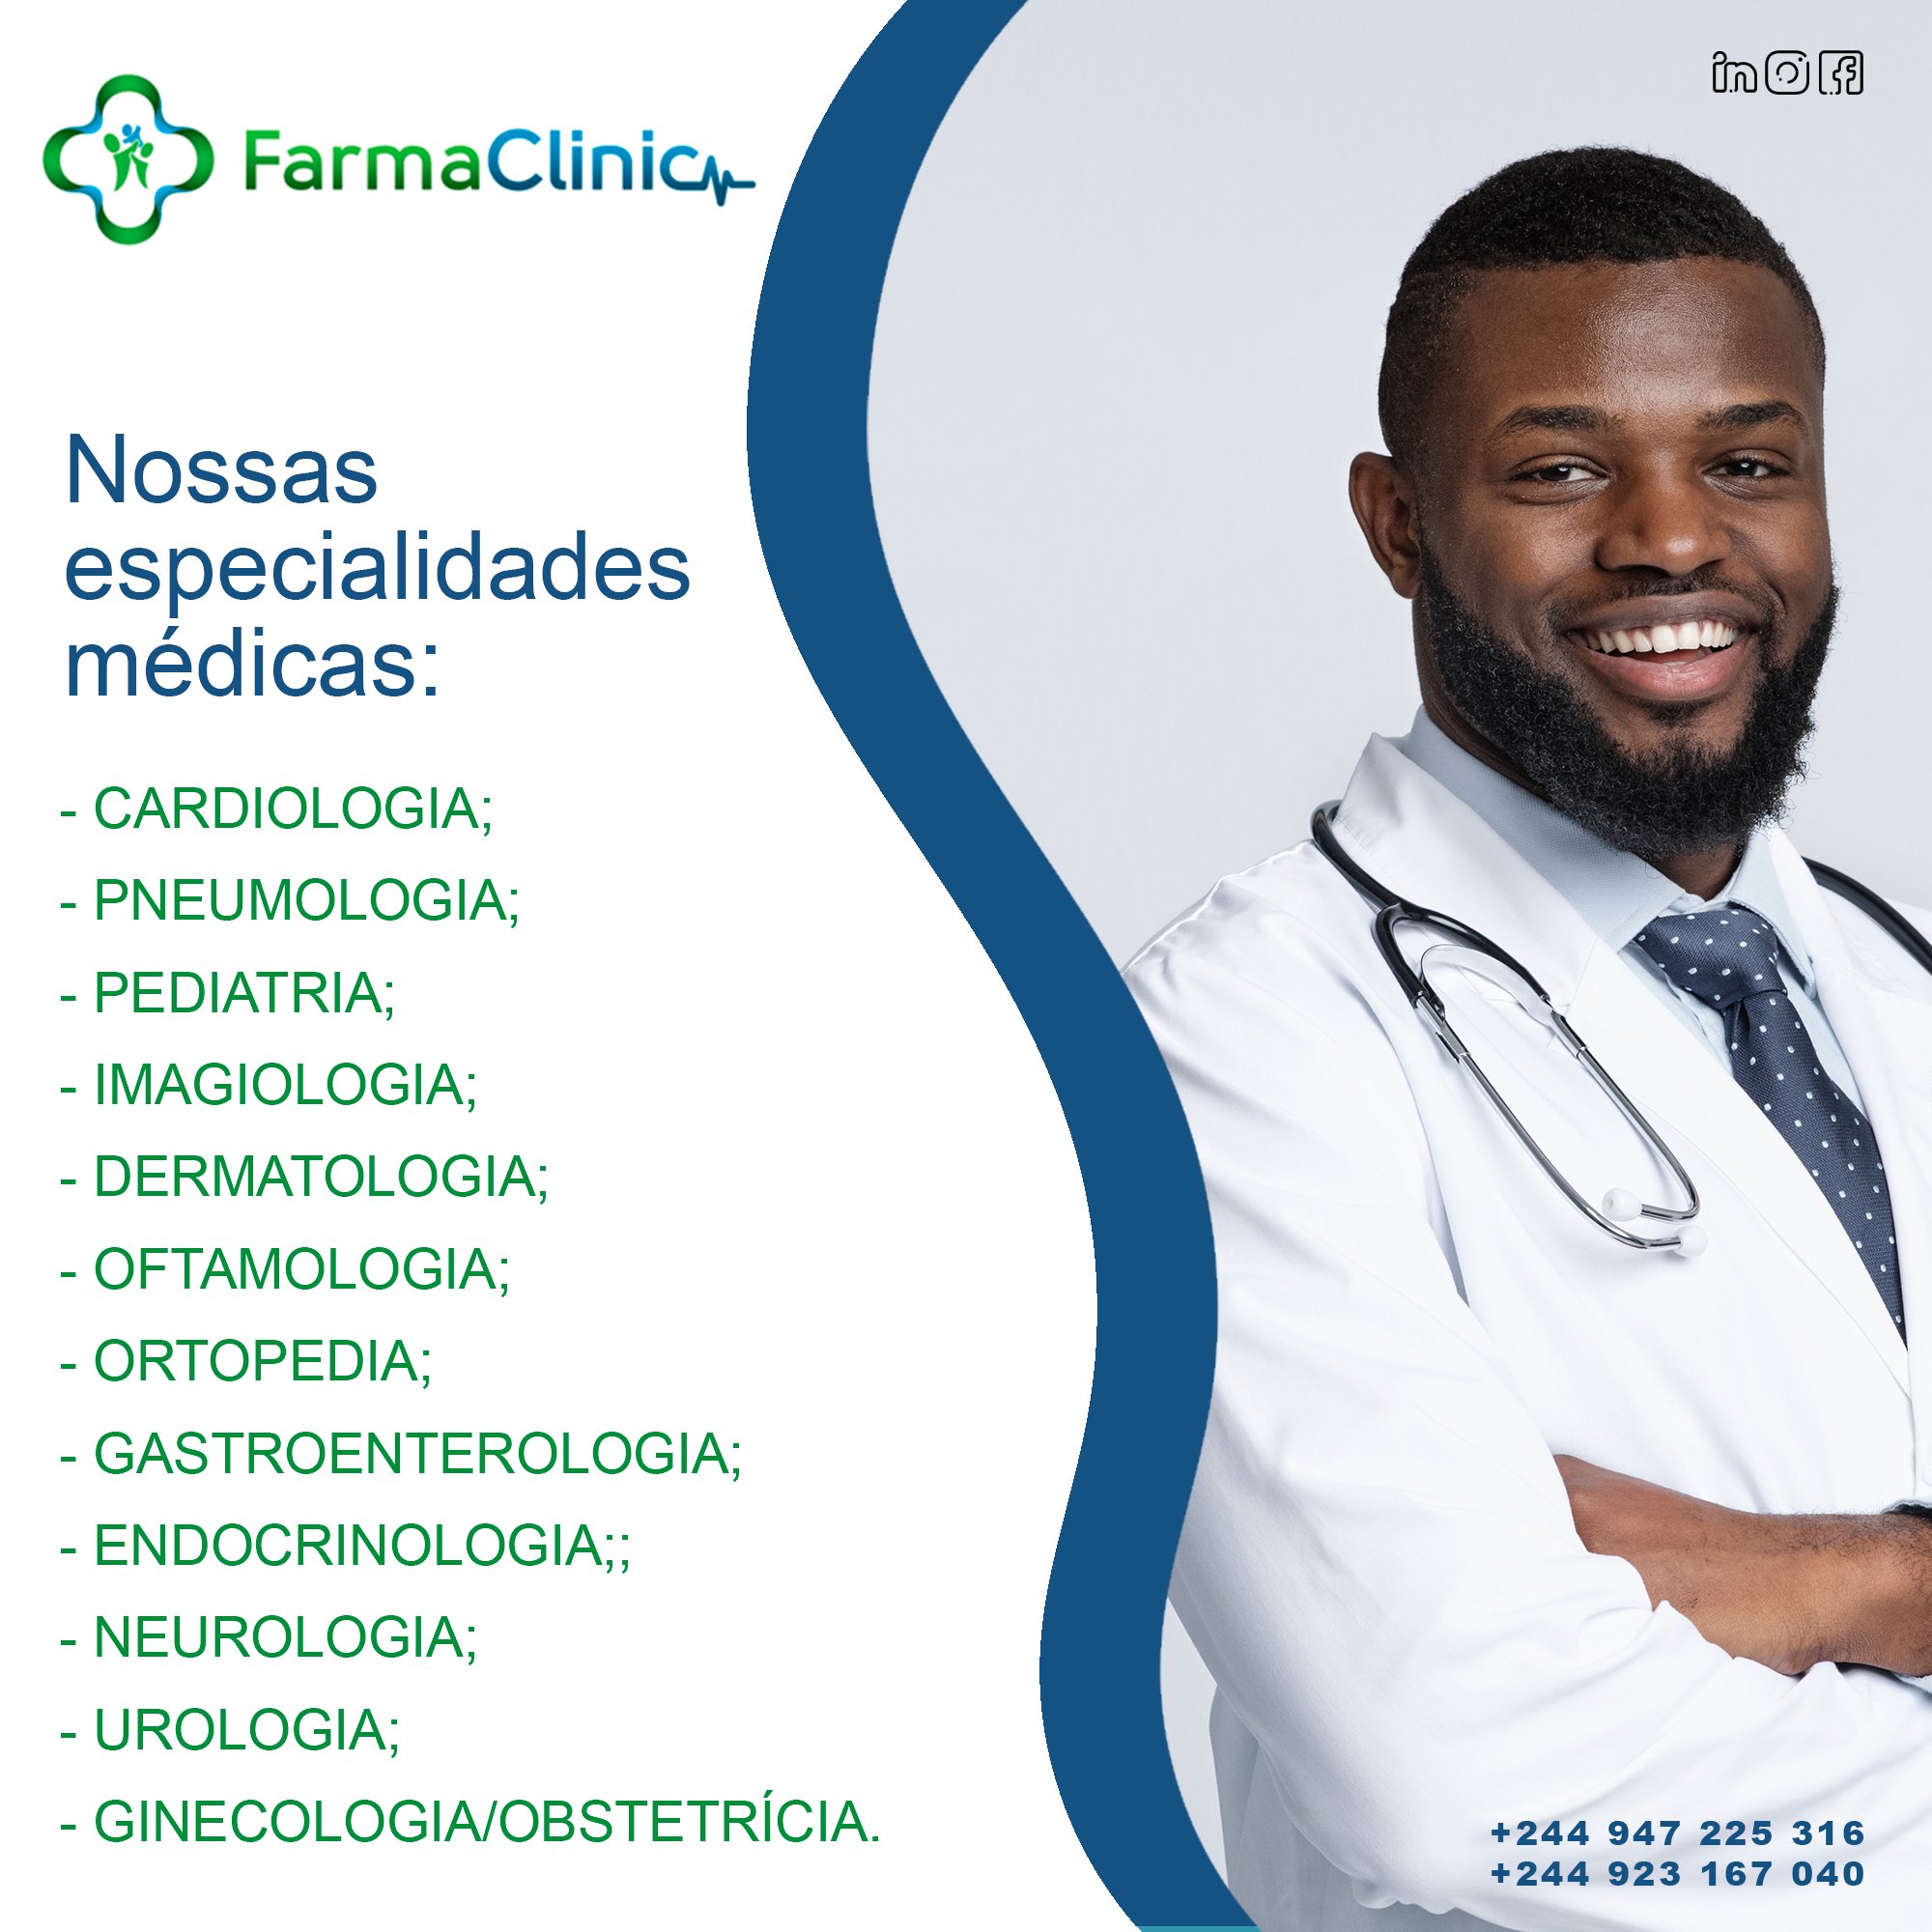 FarmaClinic
Nossas
especialidades
médicas:
- CARDIOLOGIA;
- PNEUMOLOGIA;
- PEDIATRIA;
- IMAGIOLOGIA;
- DERMATOLOGIA;
- OFTAMOLOGIA;
- ORTOPEDIA;
- GASTROENTEROLOGIA;
- ENDOCRINOLOGIA;;
- NEUROLOGIA;
- UROLOGIA;
- GINECOLOGIA/OBSTETRÍCIA.
+244 947 225 316
+244 923 167 040